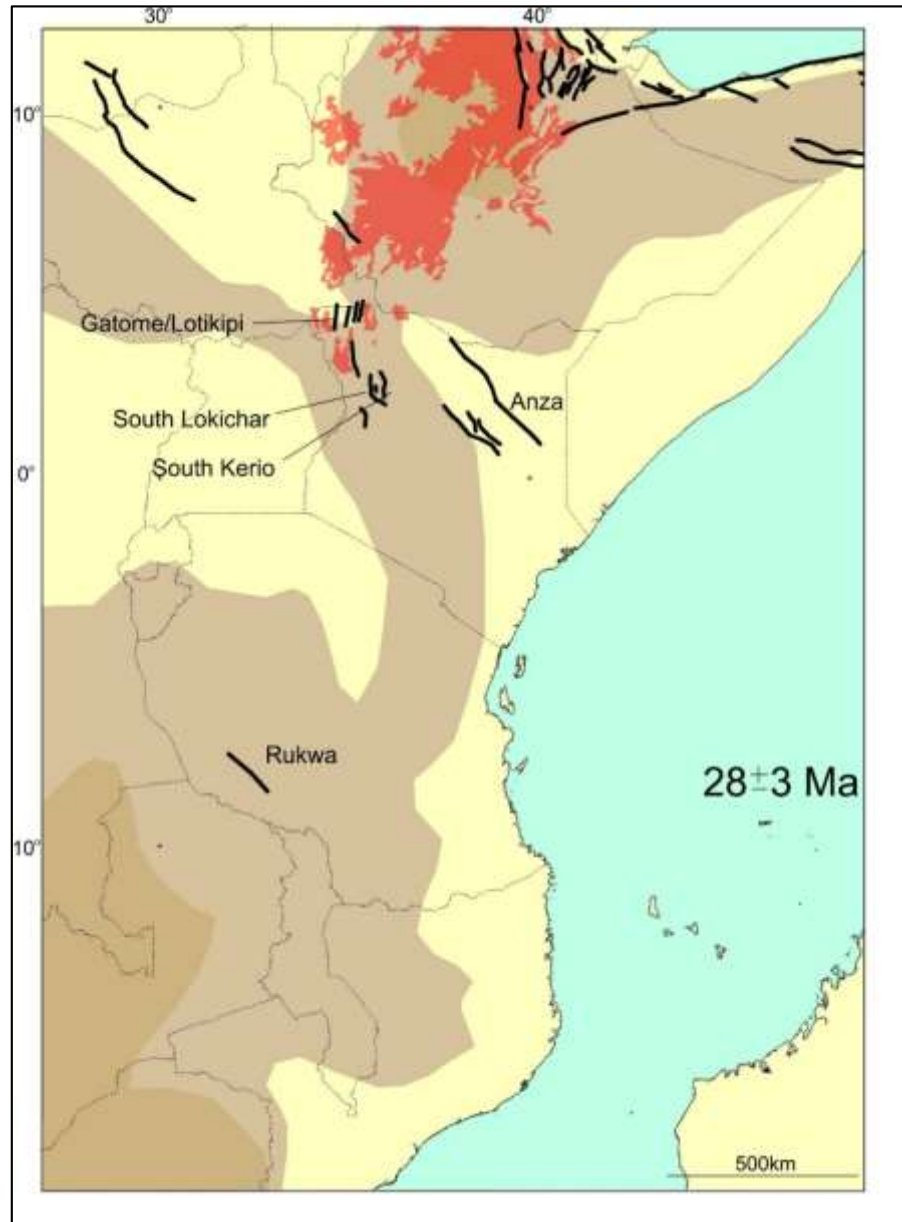 30° 40°
10°
Gatome/Lotikipi
Anza
South Lokichar
South Kerio
0°
Rukwa
28±3 Ma
10°
500km